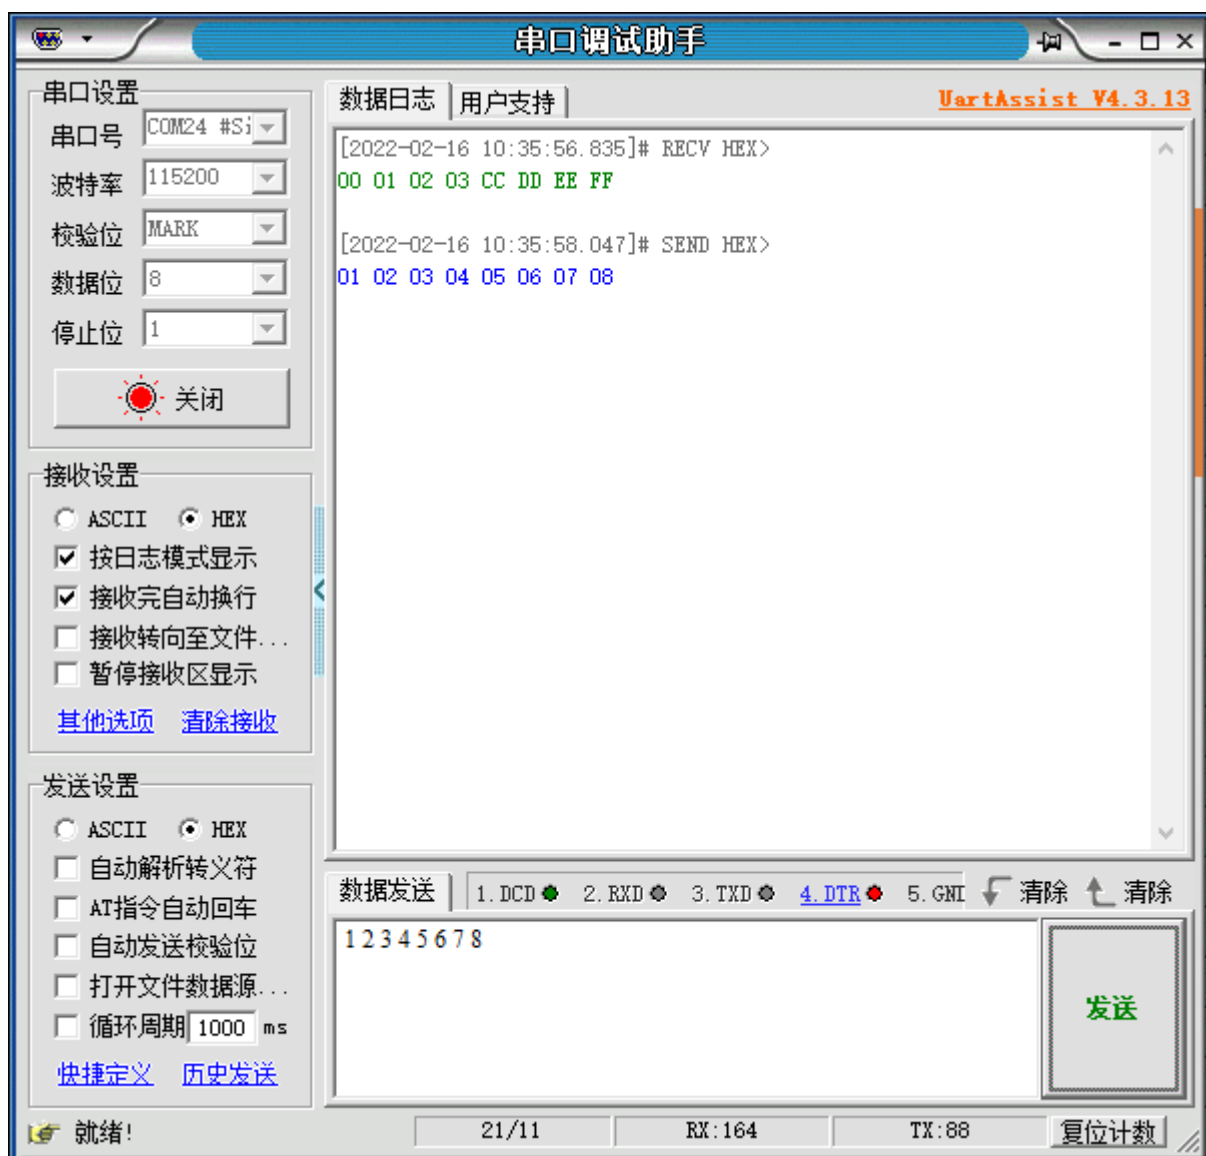 串口调试助手
串口设置
串口号 COM24 #Si
波特率 115200
校验位 MARK
数据位 8
停止位 1
关闭
接收设置
ASCII HEX
按日志模式显示
接收完自动换行
接收转向至文件...
暂停接收区显示
其他选项 清除接收
发送设置
ASCII HEX
自动解析转义符
AT指令自动回车
自动发送校验位
打开文件数据源...
循环周期 1000 ms
快捷定义 历史发送
数据日志 用户支持 UartAssist V4.3.13
[2022-02-16 10:35:56.835]# RECV HEX>
00 01 02 03 CC DD EE FF
[2022-02-16 10:35:58.047]# SEND HEX>
01 02 03 04 05 06 07 08
数据发送 1.DCD 2.RXD 3.TXD 4.DTR 5.GND 清除 清除
1 2 3 4 5 6 7 8
发送
就绪! 21/11 RX:164 TX:88 复位计数